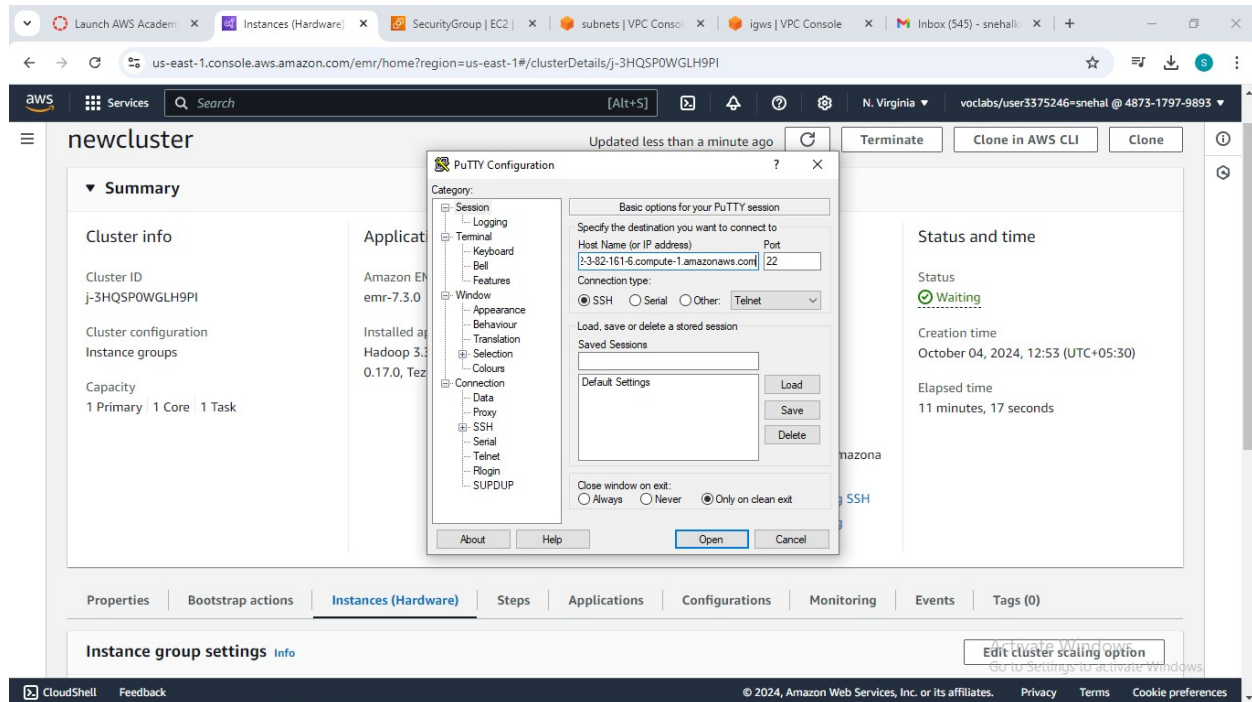 Launch AWS Academ
Instances (Hardware)
SecurityGroup | EC2 |
subnets | VPC Conso
igws | VPC Console
Inbox (545) - snehalk
us-east-1.console.aws.amazon.com/emr/home?region=us-east-1#/clusterDetails/j-3HQSP0WGLH9PI
S
aws
Services
Search
[Alt+S]
N. Virginia
voclabs/user3375246=snehal @ 4873-1797-9893
newcluster
Updated less than a minute ago
Terminate
Clone in AWS CLI
Clone
Summary
Cluster info
Cluster ID
j-3HQSP0WGLH9PI
Cluster configuration
Instance groups
Capacity
1 Primary 1 Core 1 Task
Applicati
Amazon EM
emr-7.3.0
Installed ap
Hadoop 3.3
0.17.0, Tez
PuTTY Configuration
?
Category:
Session
Logging
Terminal
Keyboard
Bell
Features
Window
Appearance
Behaviour
Translation
Selection
Colours
Connection
Data
Proxy
SSH
Serial
Telnet
Rlogin
SUPDUP
Basic options for your PuTTY session
Specify the destination you want to connect to
Host Name (or IP address) Port
2-3-82-161-6.compute-1.amazonaws.com 22
Connection type:
SSH Serial Other: Telnet
Load, save or delete a stored session
Saved Sessions
Default Settings
Load
Save
Delete
Close window on exit:
Always Never Only on clean exit
About
Help
Open
Cancel
mazona
SSH
Status and time
Status
Waiting
Creation time
October 04, 2024, 12:53 (UTC+05:30)
Elapsed time
11 minutes, 17 seconds
Properties
Bootstrap actions
Instances (Hardware)
Steps
Applications
Configurations
Monitoring
Events
Tags (0)
Instance group settings Info
Edit cluster scaling option
Activate Windows
Go to Settings to activate Windows.
CloudShell
Feedback
© 2024, Amazon Web Services, Inc. or its affiliates.
Privacy
Terms
Cookie preferences